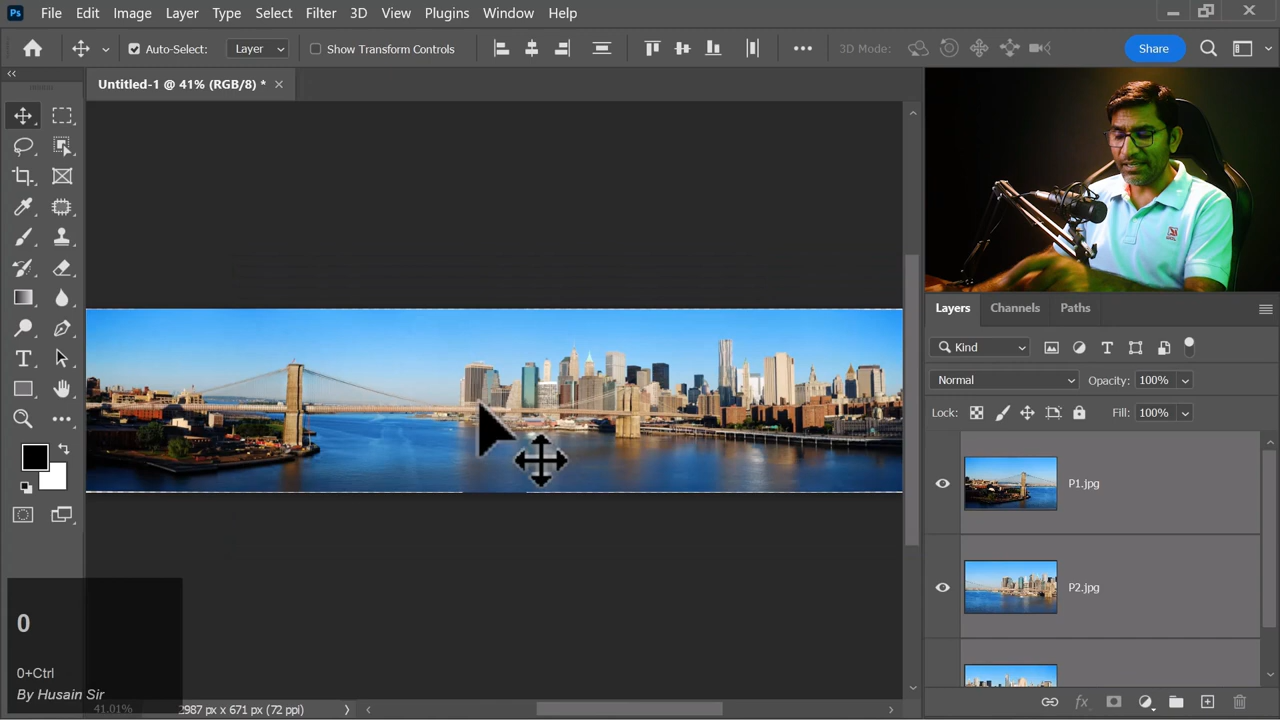 Ps File Edit Image Layer Type Select Filter 3D View Plugins Window Help
Auto-Select: Layer Show Transform Controls 3D Mode: Share
Untitled-1 @ 41% (RGB/8) *
Layers Channels Paths
Kind
Normal Opacity: 100%
Lock: Fill: 100%
P1.jpg
P2.jpg
0
0+Ctrl
By Husain Sir
41.01% 2987 px x 671 px (72 ppi)